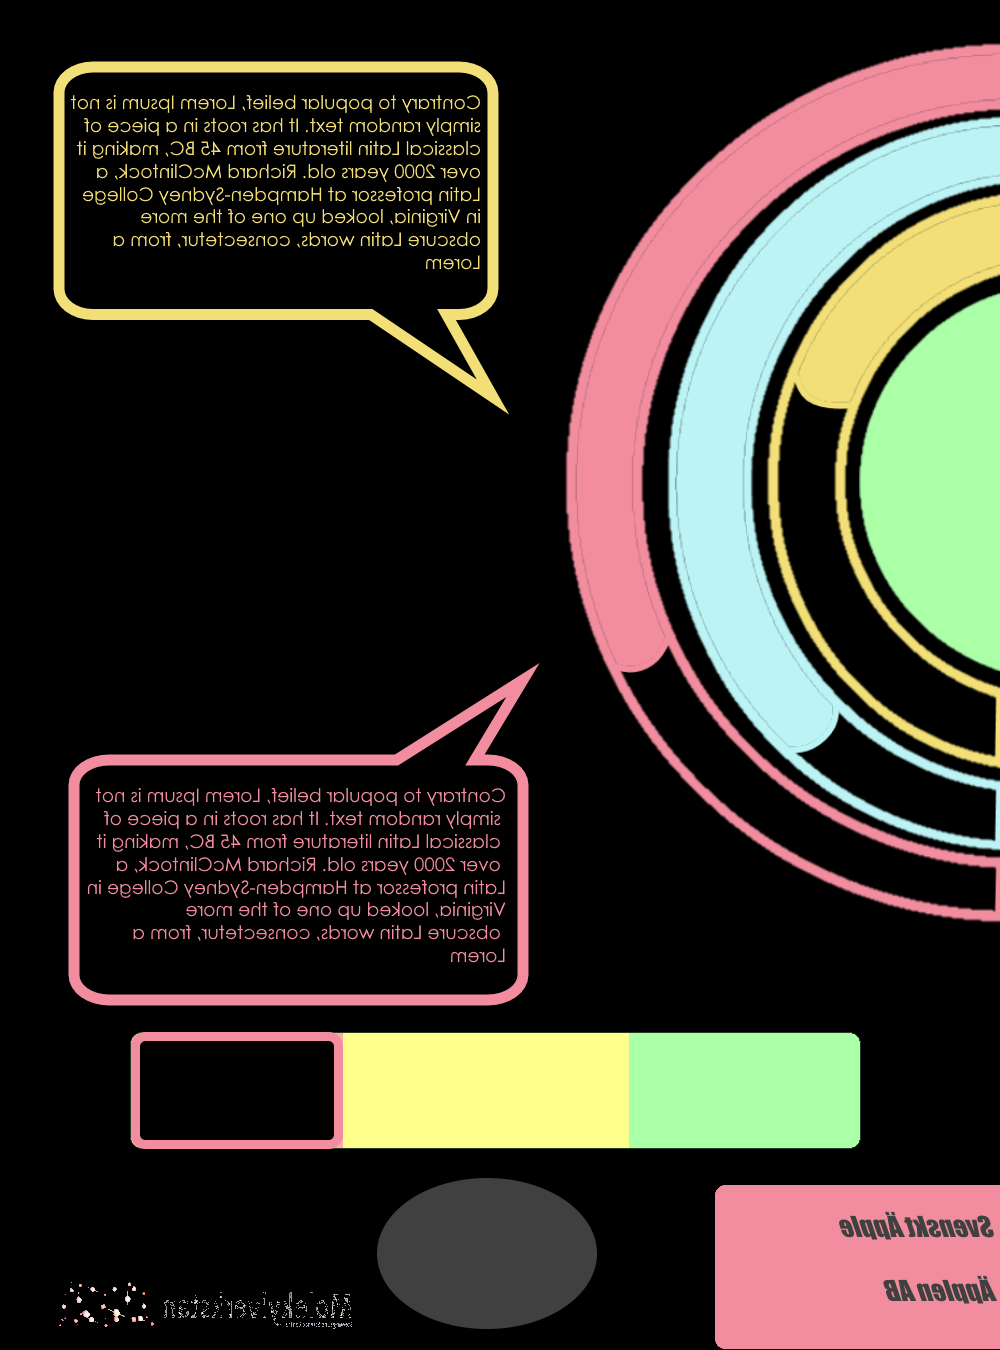 Contrary to popular belief, Lorem Ipsum is not
simply random text. It has roots in a piece of
classical Latin literature from 45 BC, making it
over 2000 years old. Richard McClintock, a
Latin professor at Hampden-Sydney College
in Virginia, looked up one of the more
obscure Latin words, consectetur, from a
Lorem
Contrary to popular belief, Lorem Ipsum is not
simply random text. It has roots in a piece of
classical Latin literature from 45 BC, making it
over 2000 years old. Richard McClintock, a
Latin professor at Hampden-Sydney College in
Virginia, looked up one of the more
obscure Latin words, consectetur, from a
Lorem
Svenskt Äpple
Äpplen AB
Molekylverkstan